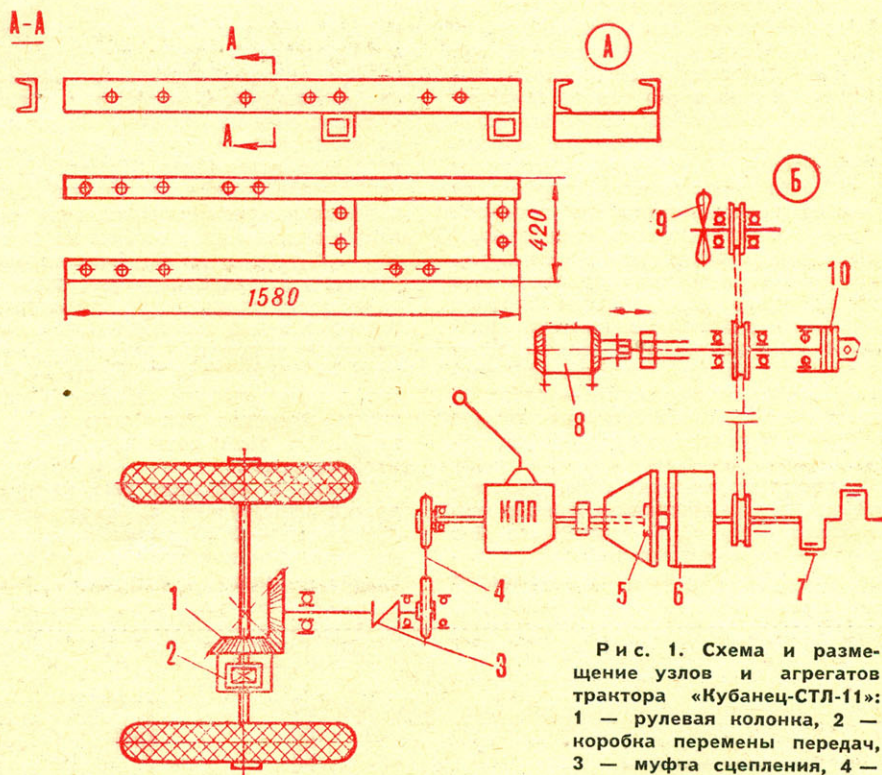 А-А
А
А
А
Б
420
1580
9
10
8
КПП
1
2
3
4
5
6
7
Рис. 1. Схема и разме-
щение узлов и агрегатов
трактора «Кубанец-СТЛ-11»:
1 — рулевая колонка, 2 —
коробка перемены передач,
3 — муфта сцепления, 4 —